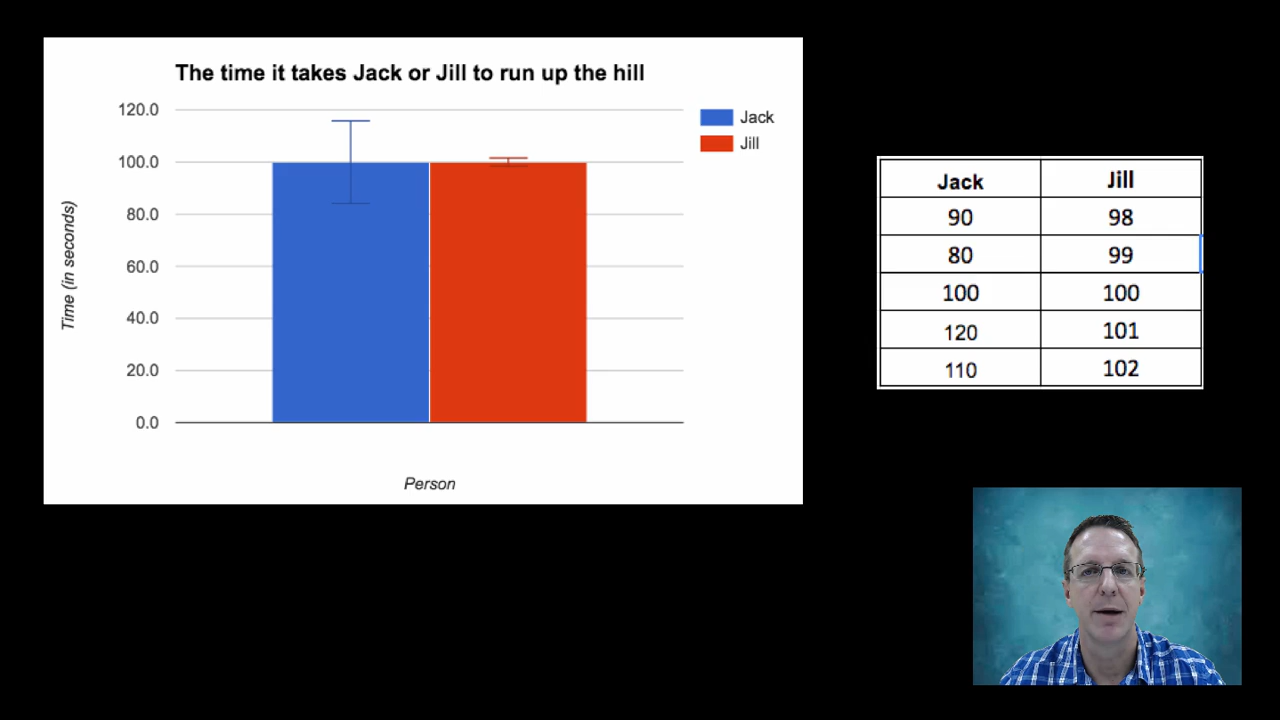 The time it takes Jack or Jill to run up the hill
120.0
100.0
80.0
60.0
40.0
20.0
0.0
Time (in seconds)
Person
Jack
Jill
Jack Jill
90 98
80 99
100 100
120 101
110 102